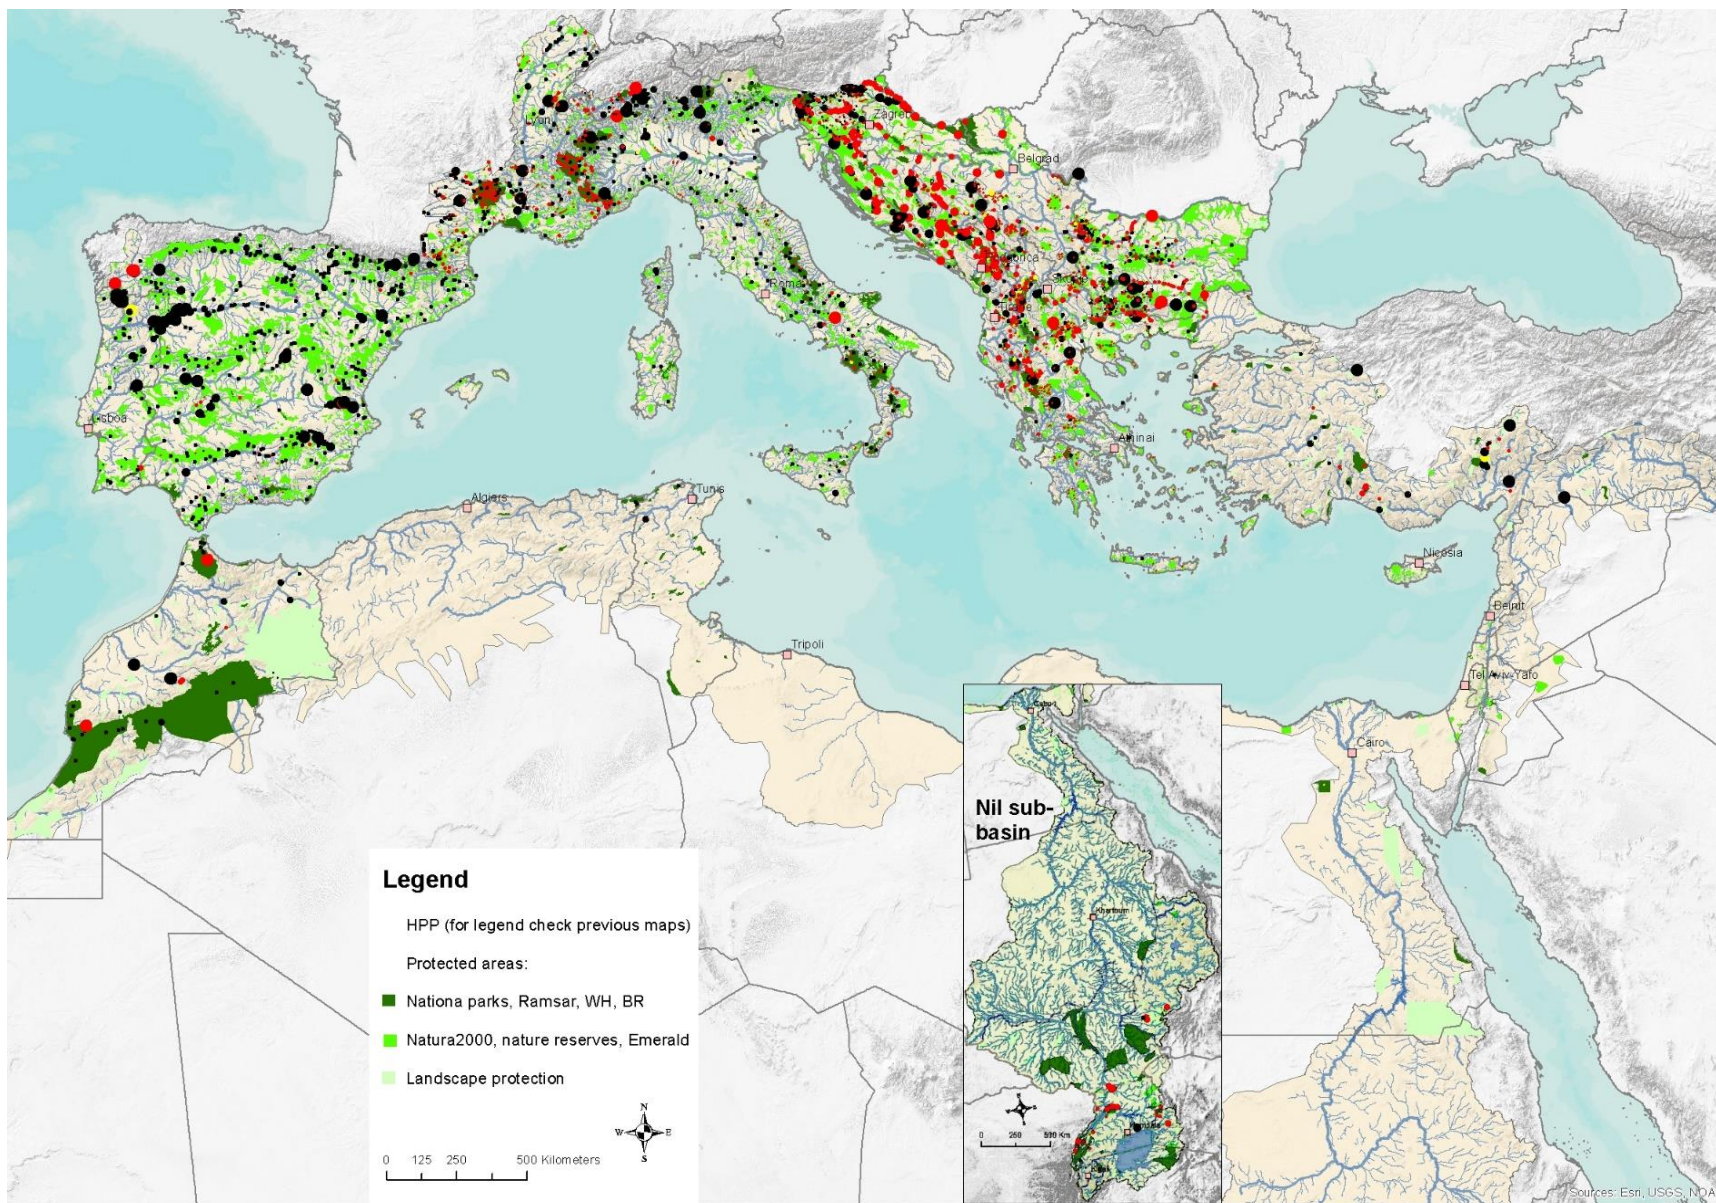 Lyon
Zagreb
Belgrad
Roma
Lisboa
Algiers
Tunis
Athinai
Nicosia
Beirut
Tripoli
Tel Aviv-Yafo
Cairo
Nil sub-
basin
Khartoum
0 250 500 Km
Legend
HPP (for legend check previous maps)
Protected areas:
Nationa parks, Ramsar, WH, BR
Natura2000, nature reserves, Emerald
Landscape protection
N
W E
S
0 125 250 500 Kilometers
Sources: Esri, USGS, NOA